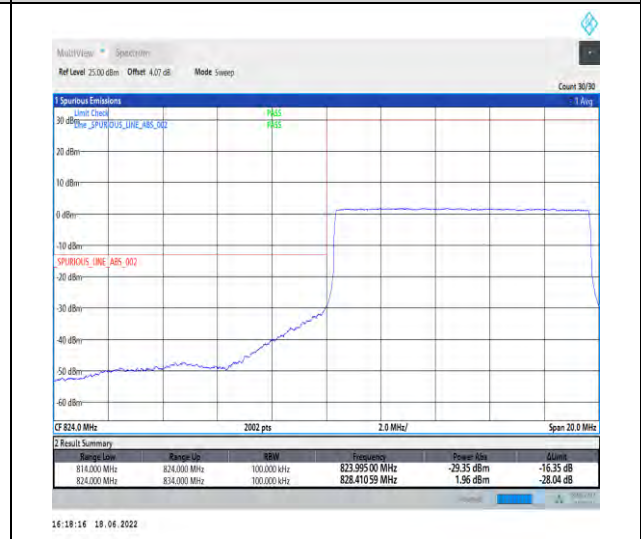 MultiView Spectrum
Ref Level 25.00 dBm Offset 4.07 dB Mode Sweep
Count 30/30
1 Spurious Emissions 1 Avg
Limit Check PASS
30 dBm Line _SPURIOUS_LINE_ABS_002 PASS
20 dBm
10 dBm
0 dBm
-10 dBm
_SPURIOUS_LINE_ABS_002
-20 dBm
-30 dBm
-40 dBm
-50 dBm
-60 dBm
CF 824.0 MHz 2002 pts 2.0 MHz/ Span 20.0 MHz
2 Result Summary
Range Low Range Up RBW Frequency Power Abs ΔLimit
814.000 MHz 824.000 MHz 100.000 kHz 823.99500 MHz -29.35 dBm -16.35 dB
824.000 MHz 834.000 MHz 100.000 kHz 828.41059 MHz 1.96 dBm -28.04 dB
16:18:16 18.06.2022